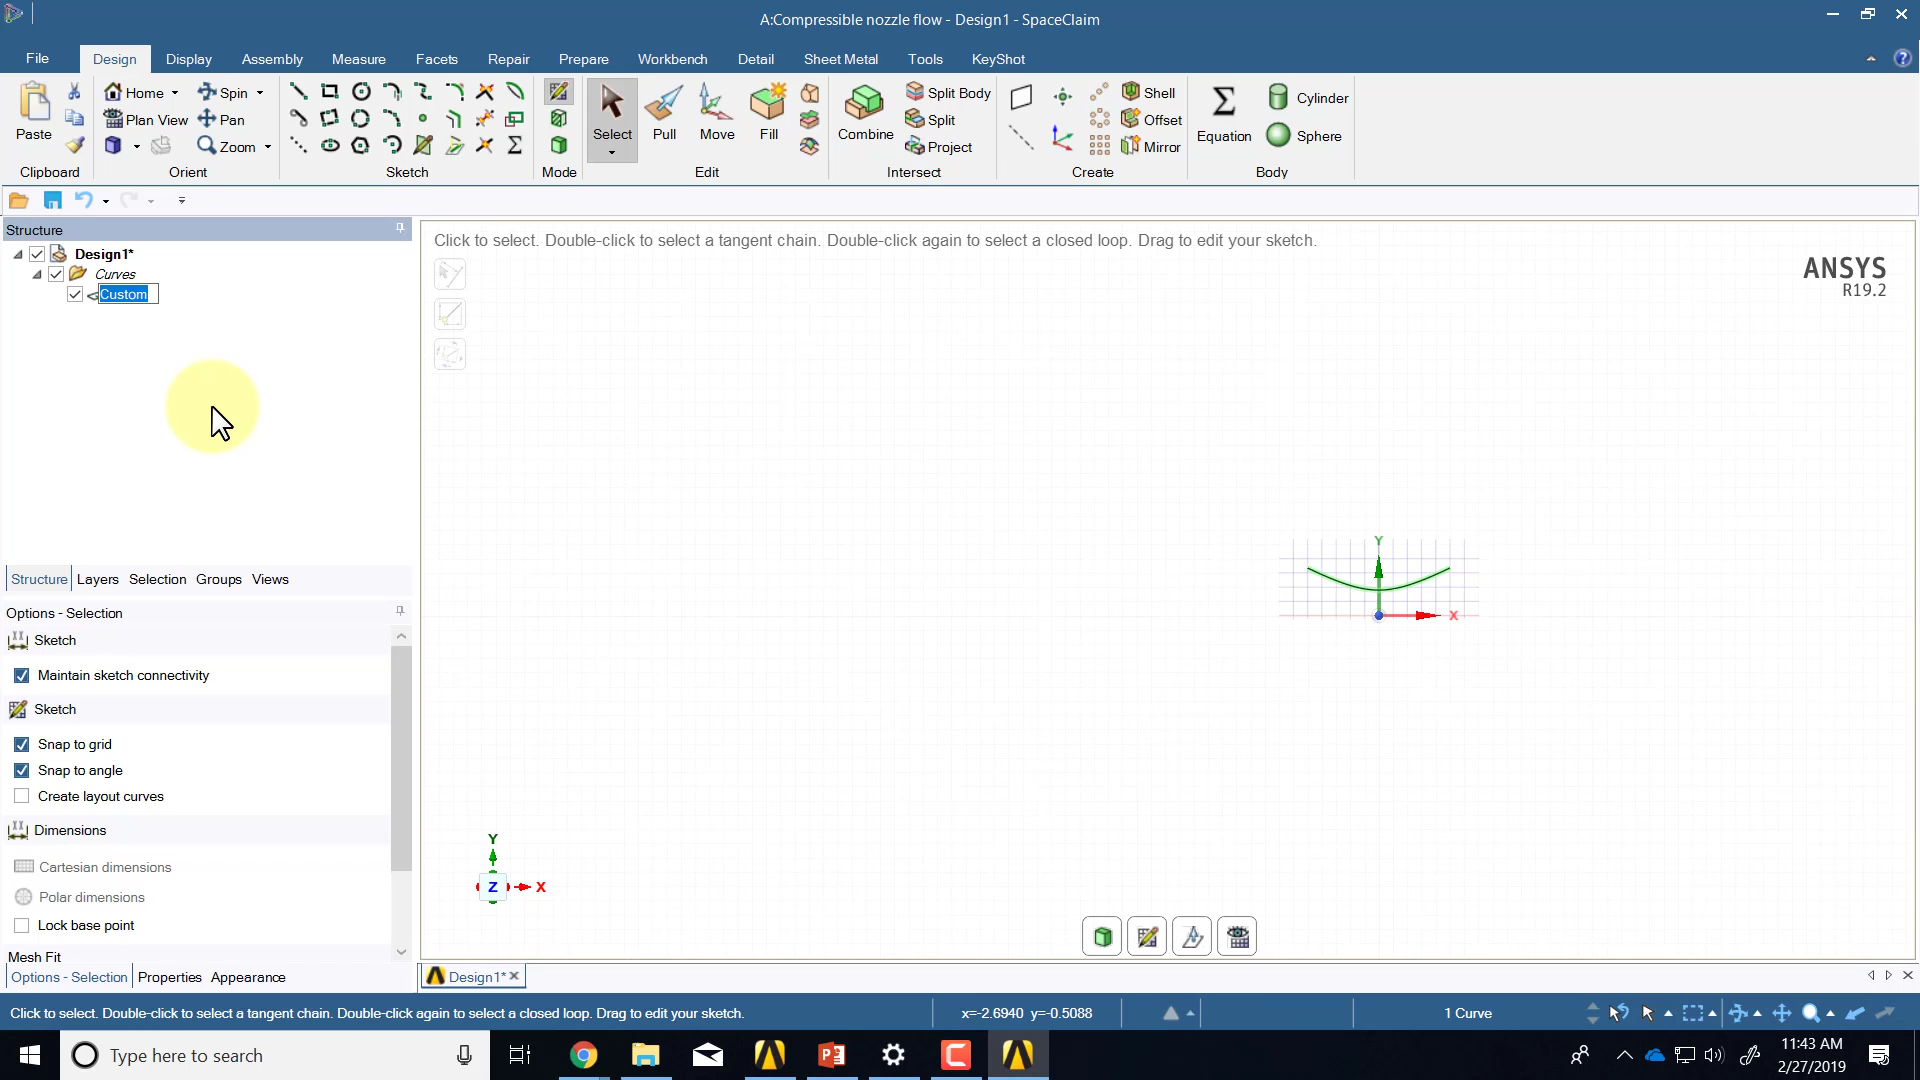 A:Compressible nozzle flow - Design1 - SpaceClaim
File Design Display Assembly Measure Facets Repair Prepare Workbench Detail Sheet Metal Tools KeyShot
Paste
Home
Plan View
Spin
Pan
Zoom
Select
Pull
Move
Fill
Combine
Split Body
Split
Project
Shell
Offset
Mirror
Equation
Cylinder
Sphere
Clipboard Orient Sketch Mode Edit Intersect Create Body
Structure
Design1*
Curves
Custom
Structure Layers Selection Groups Views
Options - Selection
Sketch
Maintain sketch connectivity
Sketch
Snap to grid
Snap to angle
Create layout curves
Dimensions
Cartesian dimensions
Polar dimensions
Lock base point
Mesh Fit
Options - Selection Properties Appearance
Click to select. Double-click to select a tangent chain. Double-click again to select a closed loop. Drag to edit your sketch.
ANSYS
R19.2
Y
X
Y
Z
X
Design1*
Click to select. Double-click to select a tangent chain. Double-click again to select a closed loop. Drag to edit your sketch.
x=-2.6940 y=-0.5088
1 Curve
Type here to search
11:43 AM
2/27/2019